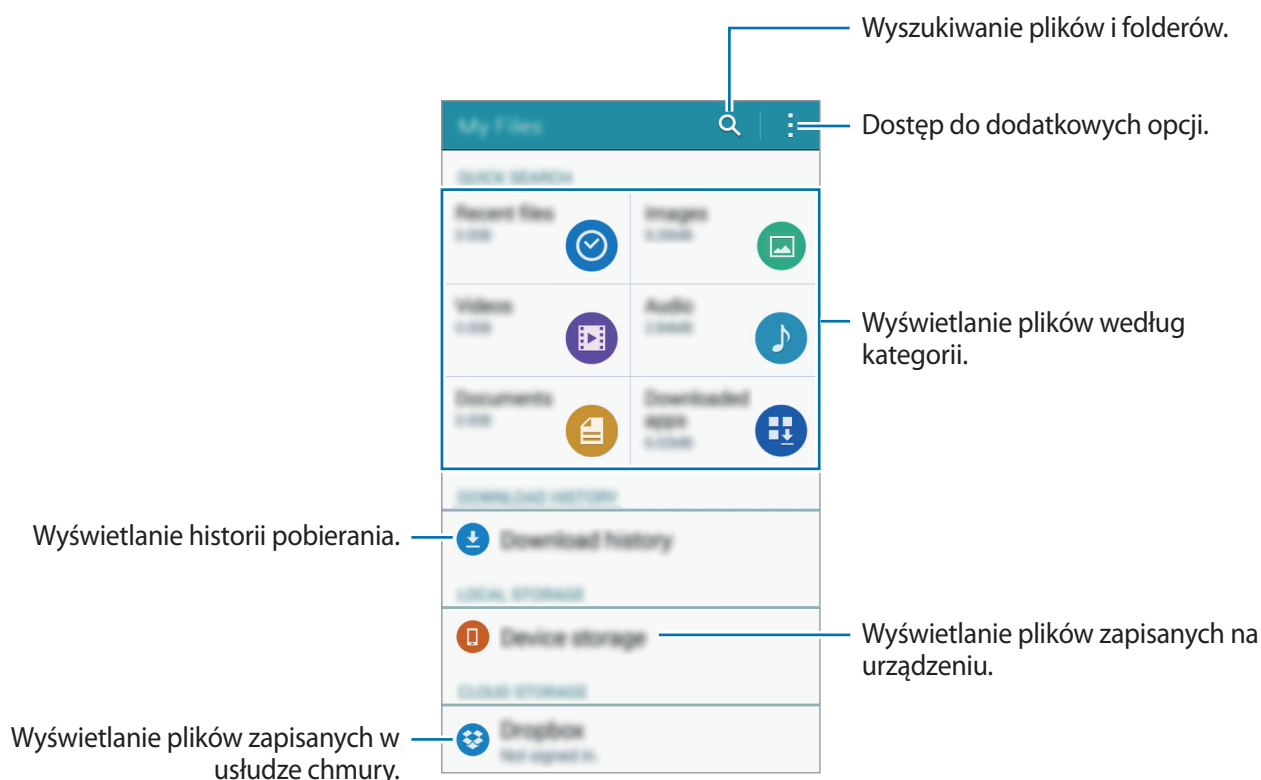 Wyszukiwanie plików i folderów.
My Files
Dostęp do dodatkowych opcji.
QUICK SEARCH
Recent files
Images
Videos
Audio
Wyświetlanie plików według
kategorii.
Documents
Downloaded
apps
DOWNLOAD HISTORY
Wyświetlanie historii pobierania.
Download history
LOCAL STORAGE
Device storage
Wyświetlanie plików zapisanych na
urządzeniu.
CLOUD STORAGE
Wyświetlanie plików zapisanych w
usłudze chmury.
Dropbox
Not signed in.